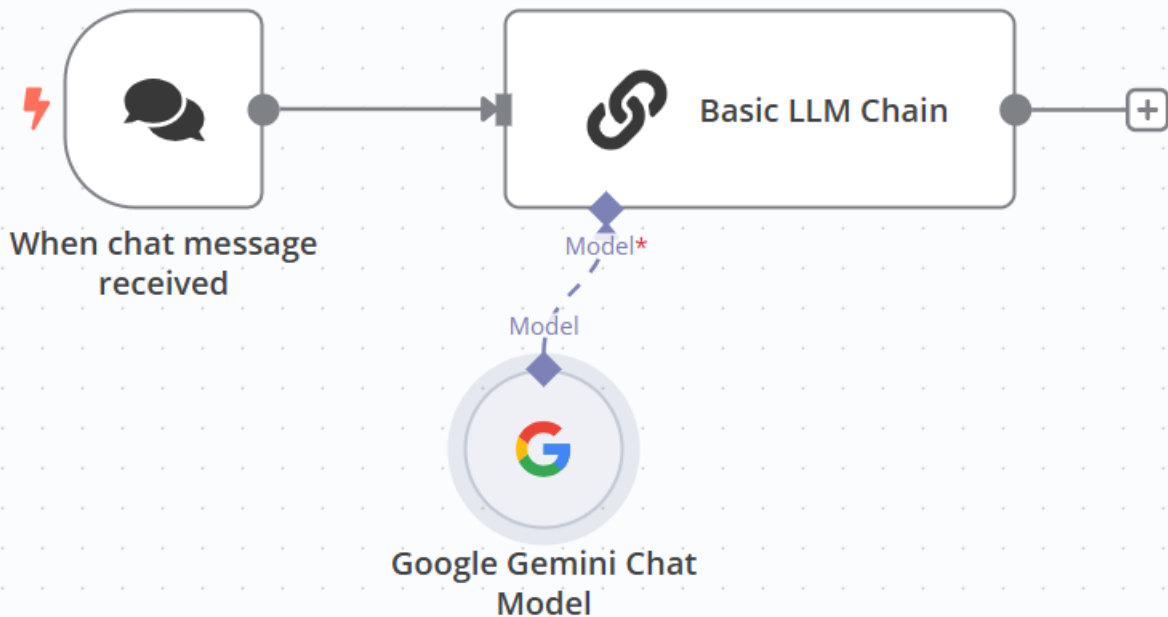 Basic LLM Chain
When chat message
received
Model*
Model
Google Gemini Chat
Model